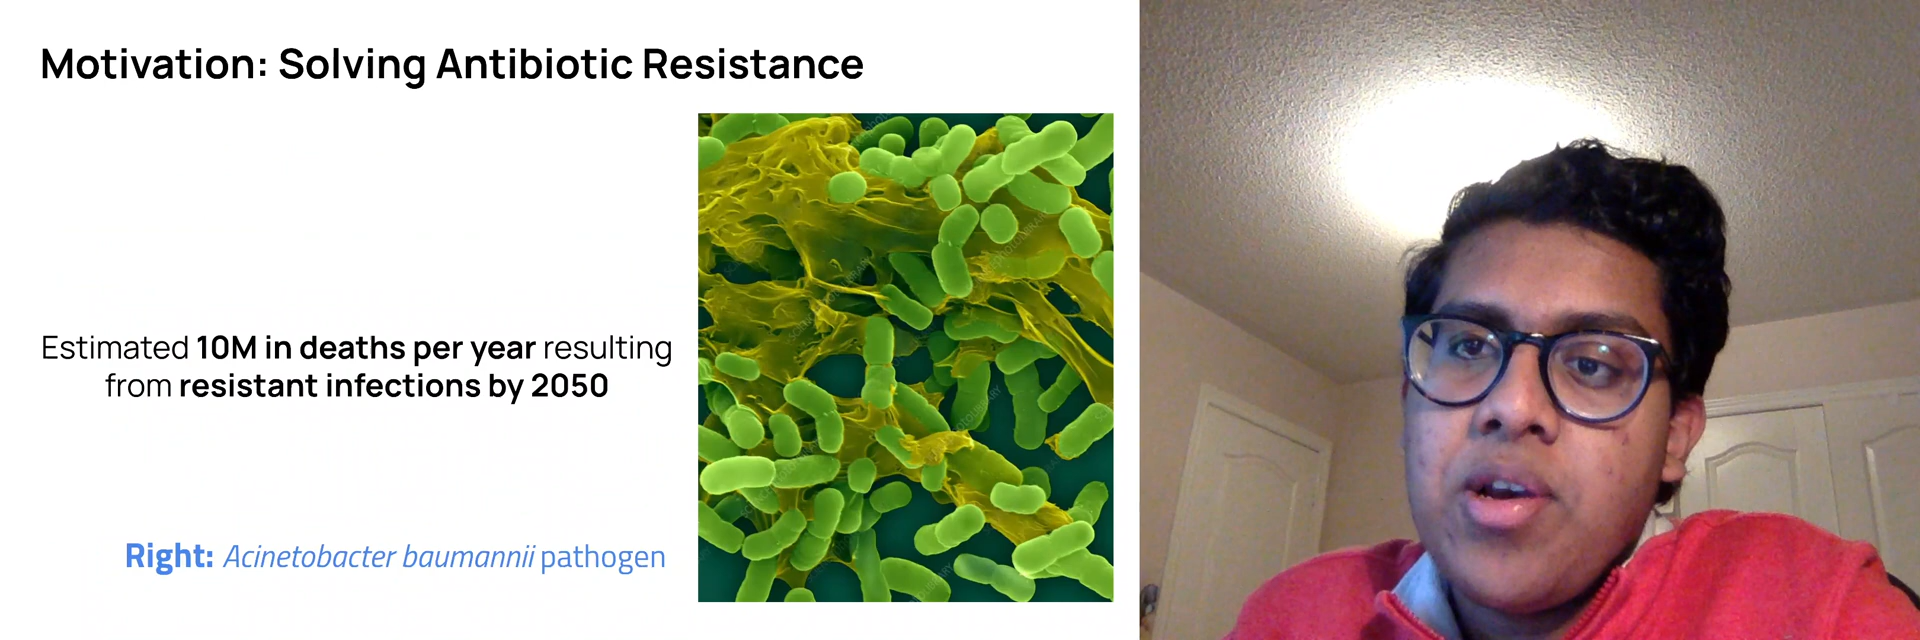 Motivation: Solving Antibiotic Resistance
Estimated 10M in deaths per year resulting
from resistant infections by 2050
Right: Acinetobacter baumannii pathogen